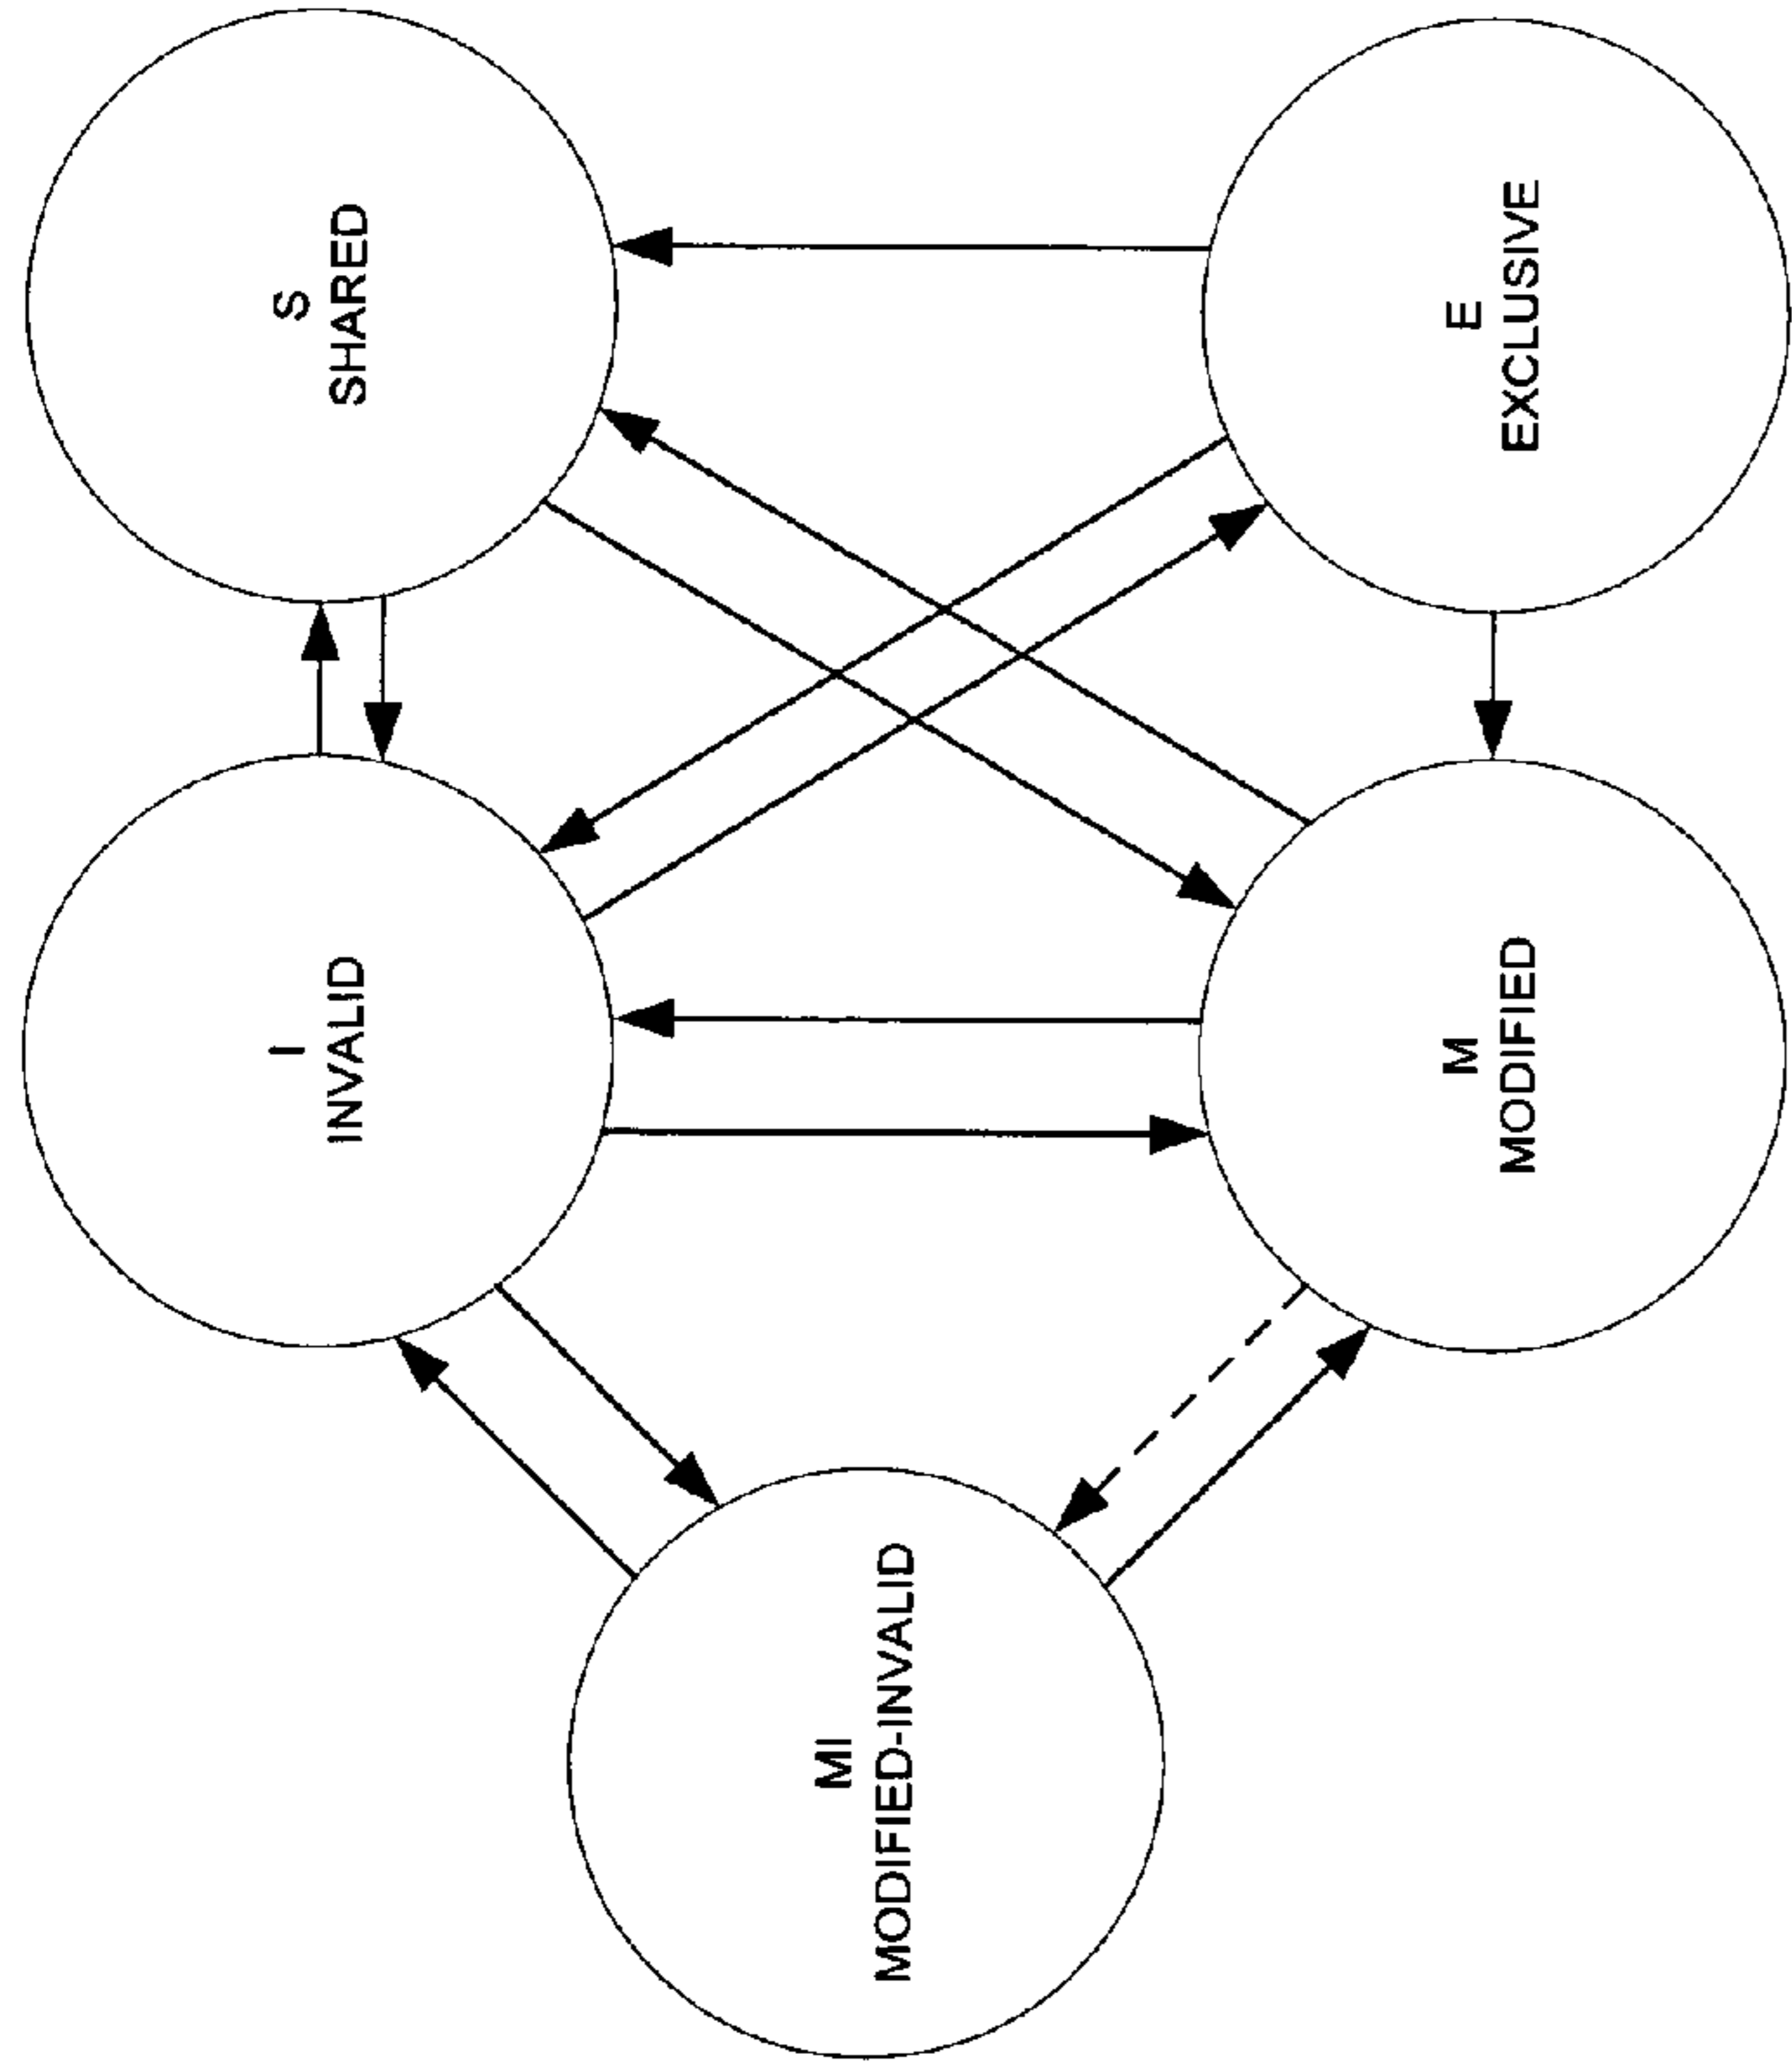 MI
MODIFIED-INVALID
I
INVALID
S
SHARED
M
MODIFIED
E
EXCLUSIVE